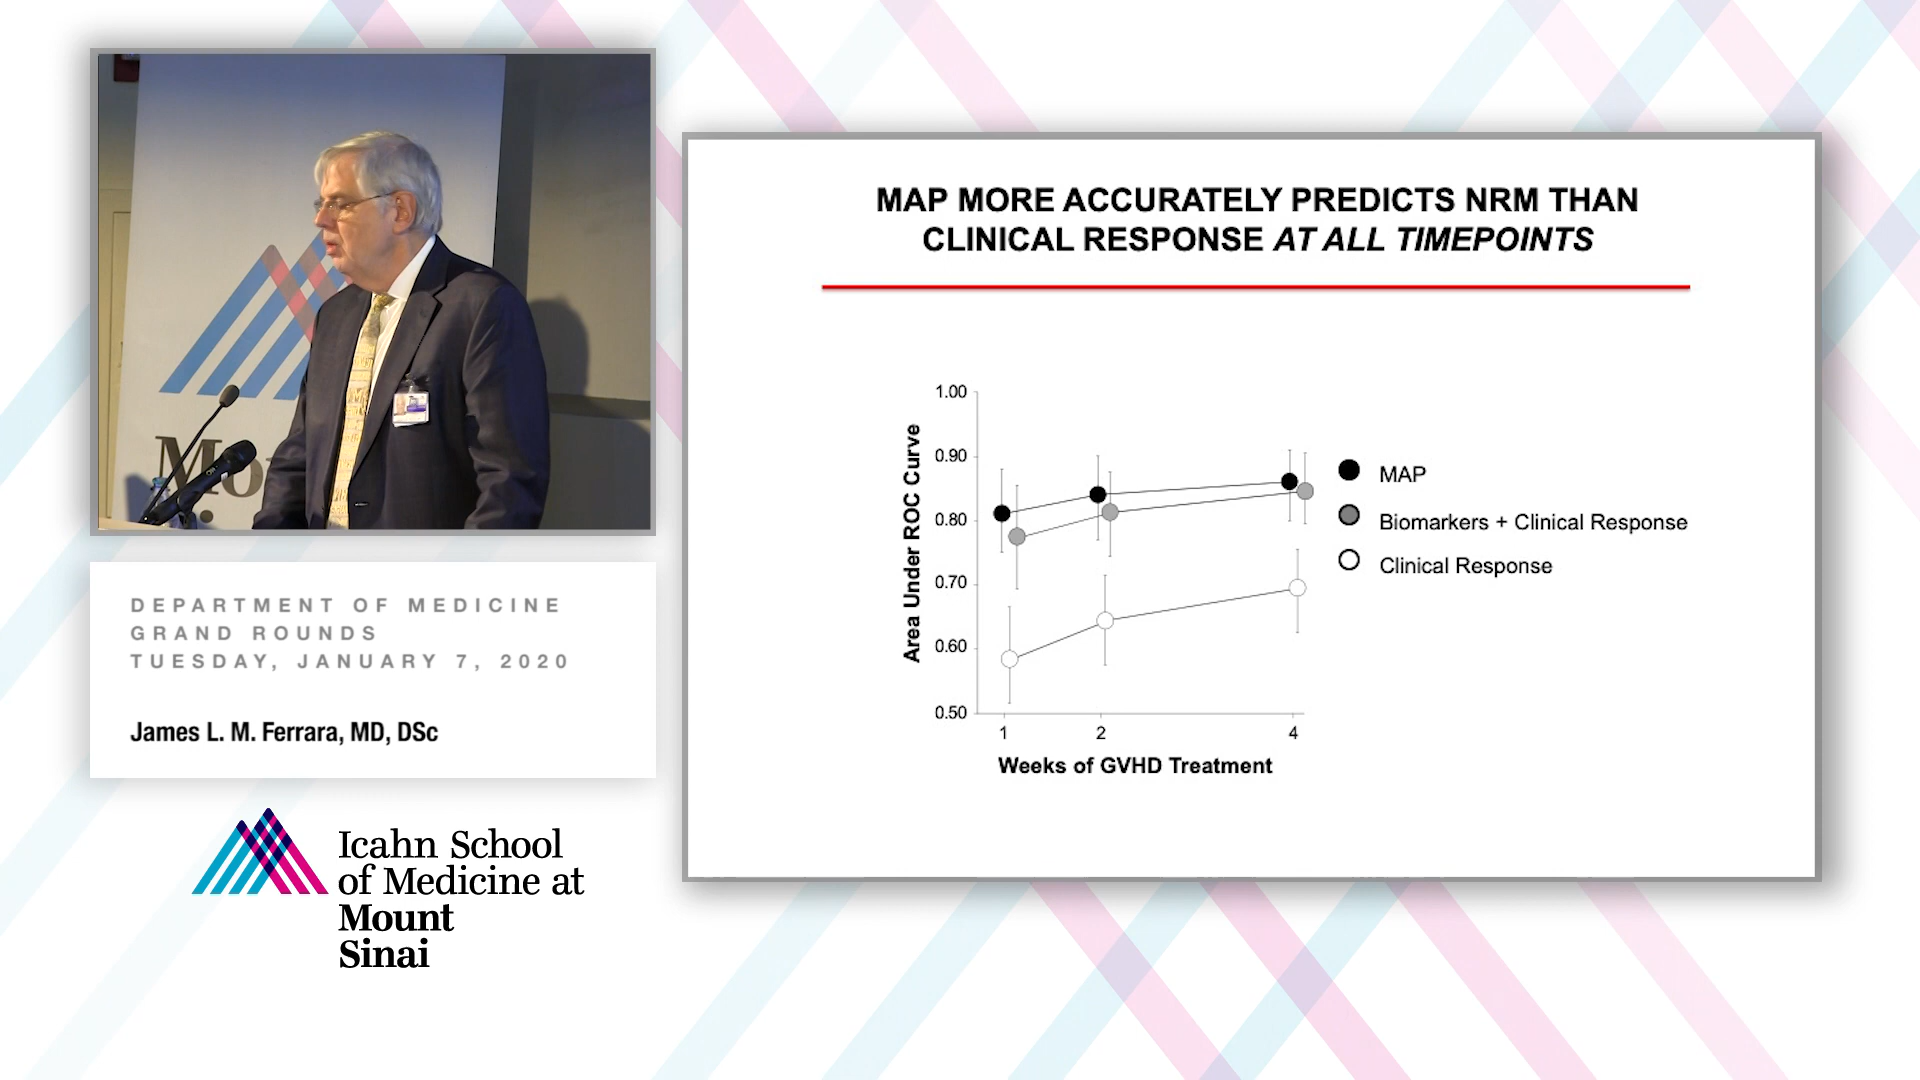 DEPARTMENT OF MEDICINE
GRAND ROUNDS
TUESDAY, JANUARY 7, 2020
James L. M. Ferrara, MD, DSc
Icahn School
of Medicine at
Mount
Sinai
MAP MORE ACCURATELY PREDICTS NRM THAN
CLINICAL RESPONSE AT ALL TIMEPOINTS
Area Under ROC Curve
1.00
0.90
0.80
0.70
0.60
0.50
1 2 4
Weeks of GVHD Treatment
MAP
Biomarkers + Clinical Response
Clinical Response